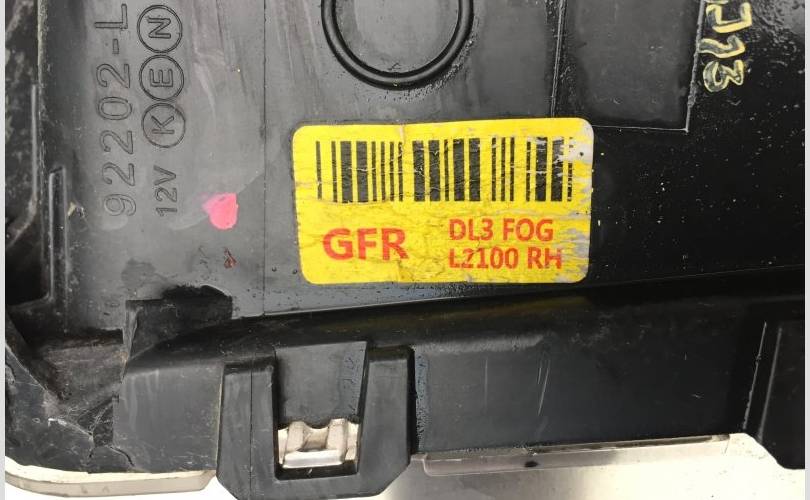 92202-L
12V KEN
GFR
DL3 FOG
L2100 RH